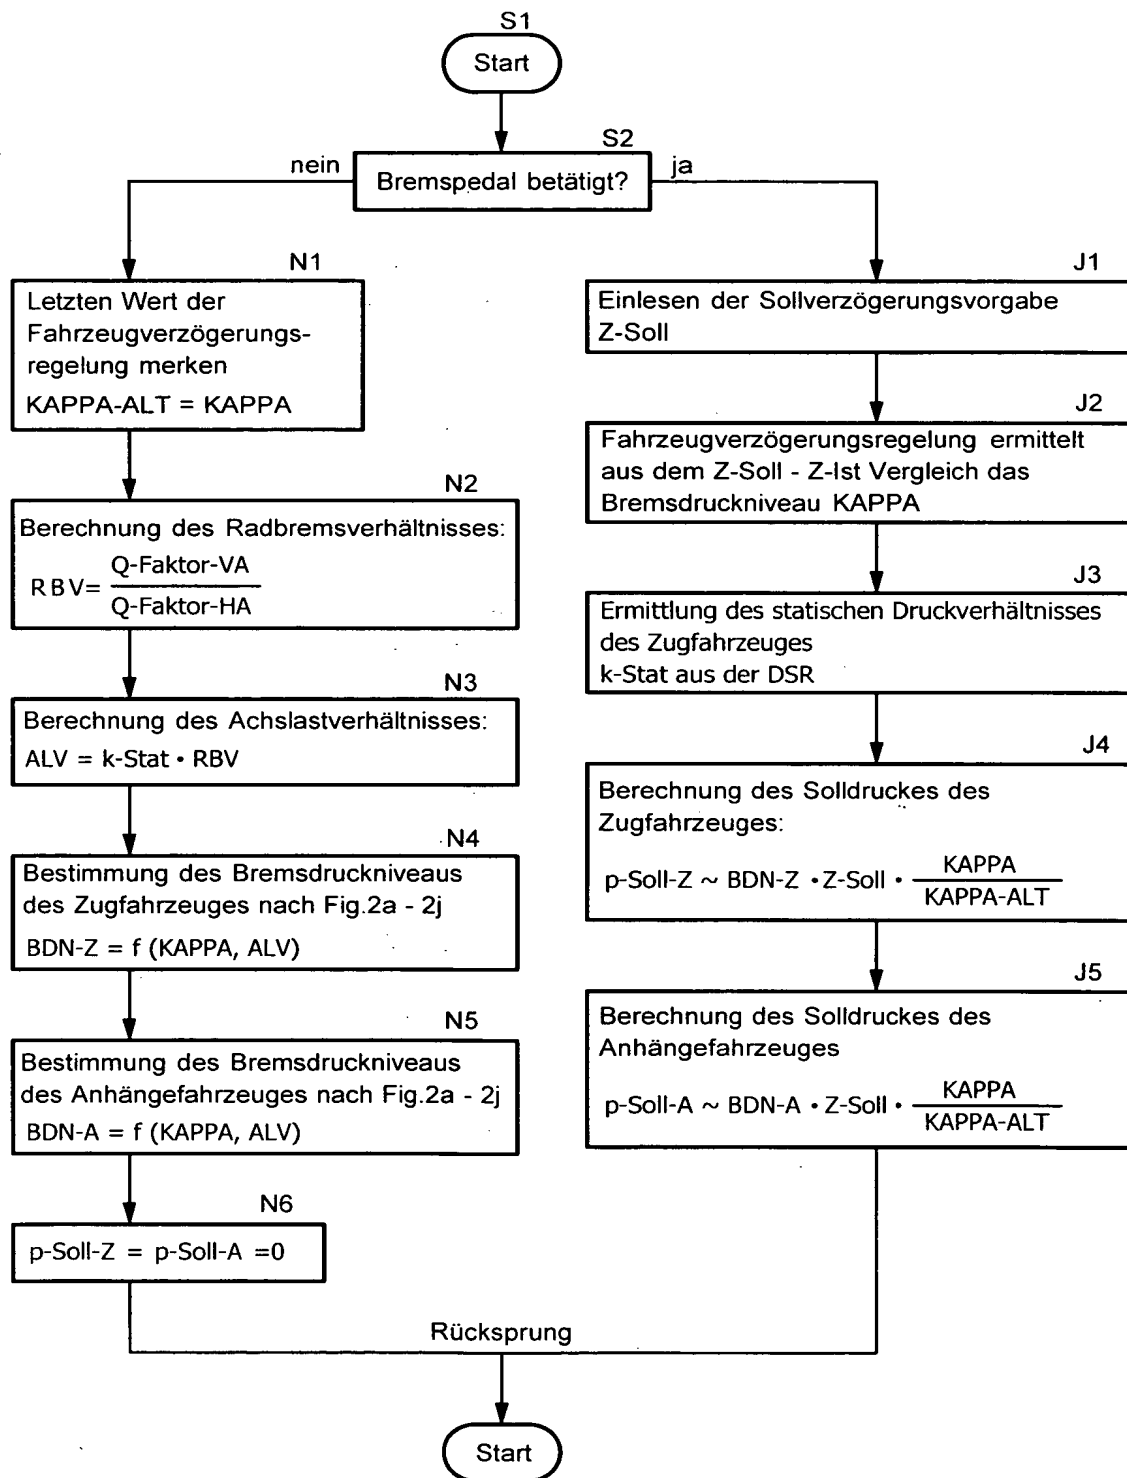 S1
Start
S2
nein
Bremspedal betätigt?
ja
N1
Letzten Wert der
Fahrzeugverzögerungs-
regelung merken
KAPPA-ALT = KAPPA
N2
Berechnung des Radbremsverhältnisses:
RBV= Q-Faktor-VA
Q-Faktor-HA
N3
Berechnung des Achslastverhältnisses:
ALV = k-Stat • RBV
N4
Bestimmung des Bremsdruckniveaus
des Zugfahrzeuges nach Fig.2a - 2j
BDN-Z = f (KAPPA, ALV)
N5
Bestimmung des Bremsdruckniveaus
des Anhängefahrzeuges nach Fig.2a - 2j
BDN-A = f (KAPPA, ALV)
N6
p-Soll-Z = p-Soll-A =0
J1
Einlesen der Sollverzögerungsvorgabe
Z-Soll
J2
Fahrzeugverzögerungsregelung ermittelt
aus dem Z-Soll - Z-Ist Vergleich das
Bremsdruckniveau KAPPA
J3
Ermittlung des statischen Druckverhältnisses
des Zugfahrzeuges
k-Stat aus der DSR
J4
Berechnung des Solldruckes des
Zugfahrzeuges:
p-Soll-Z ~ BDN-Z • Z-Soll • KAPPA
KAPPA-ALT
J5
Berechnung des Solldruckes des
Anhängefahrzeuges
p-Soll-A ~ BDN-A • Z-Soll • KAPPA
KAPPA-ALT
Rücksprung
Start